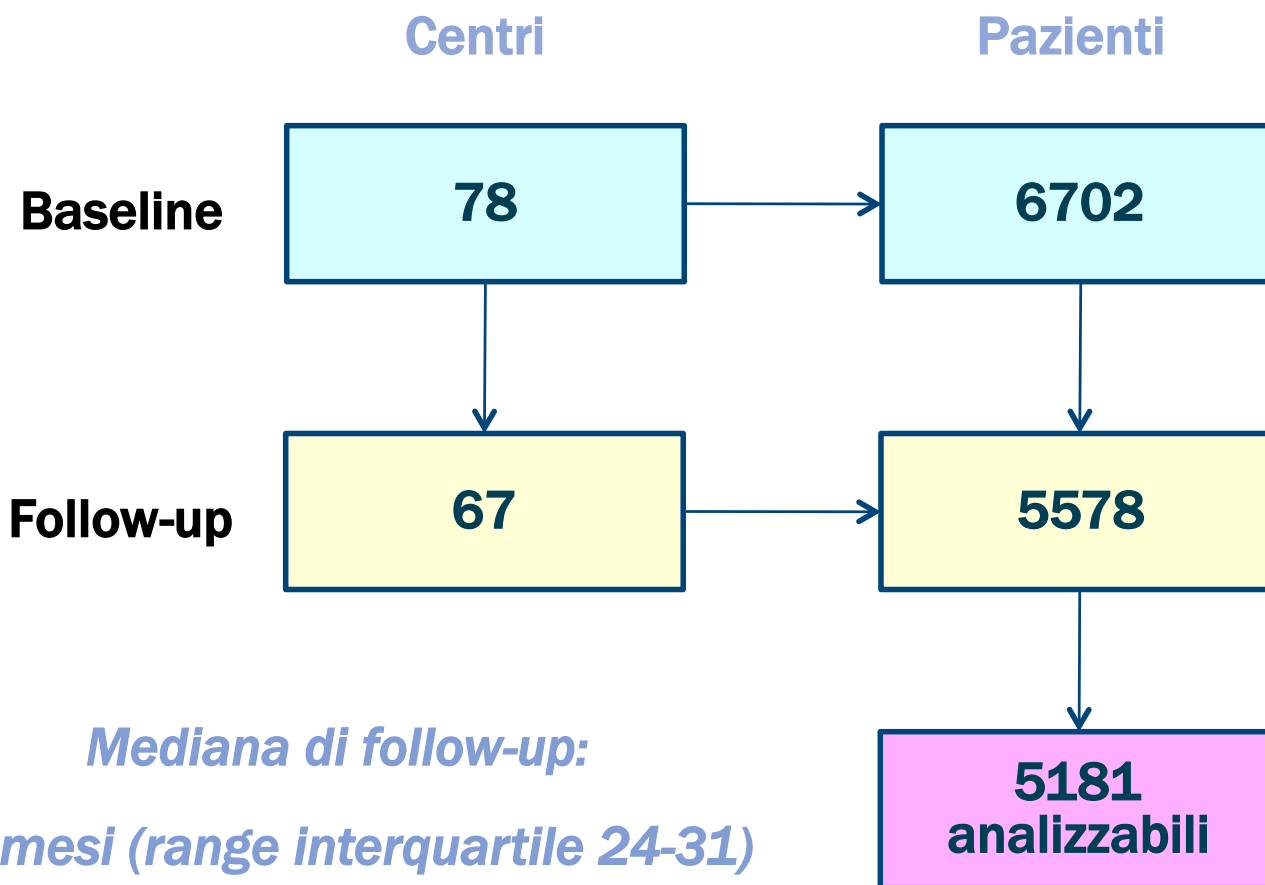 Centri
Pazienti
Baseline
78
6702
Follow-up
67
5578
Mediana di follow-up:
mesi (range interquartile 24-31)
5181
analizzabili